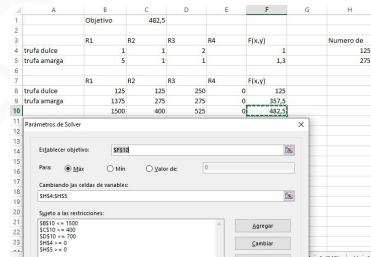 A B C D E F G H
1 Objetivo 482,5
2
3 R1 R2 R3 R4 F(x,y) Numero de
4 trufa dulce 1 1 2 1 125
5 trufa amarga 5 1 1 1,3 275
6
7 R1 R2 R3 R4 F(x,y)
8 trufa dulce 125 125 250 0 125
9 trufa amarga 1375 275 275 0 357,5
10 1500 400 525 0 482,5
11 Parámetros de Solver
12
13
14 Establecer objetivo: $F$10
15
16 Para: Máx Mín Valor de: 0
17
18 Cambiando las celdas de variables:
19 $H$4:$H$5
20
21 Sujeto a las restricciones:
22 $B$10 <= 1500
$C$10 <= 400 Agregar
23 $D$10 <= 700
$H$4 >= 0 Cambiar
$H$5 >= 0